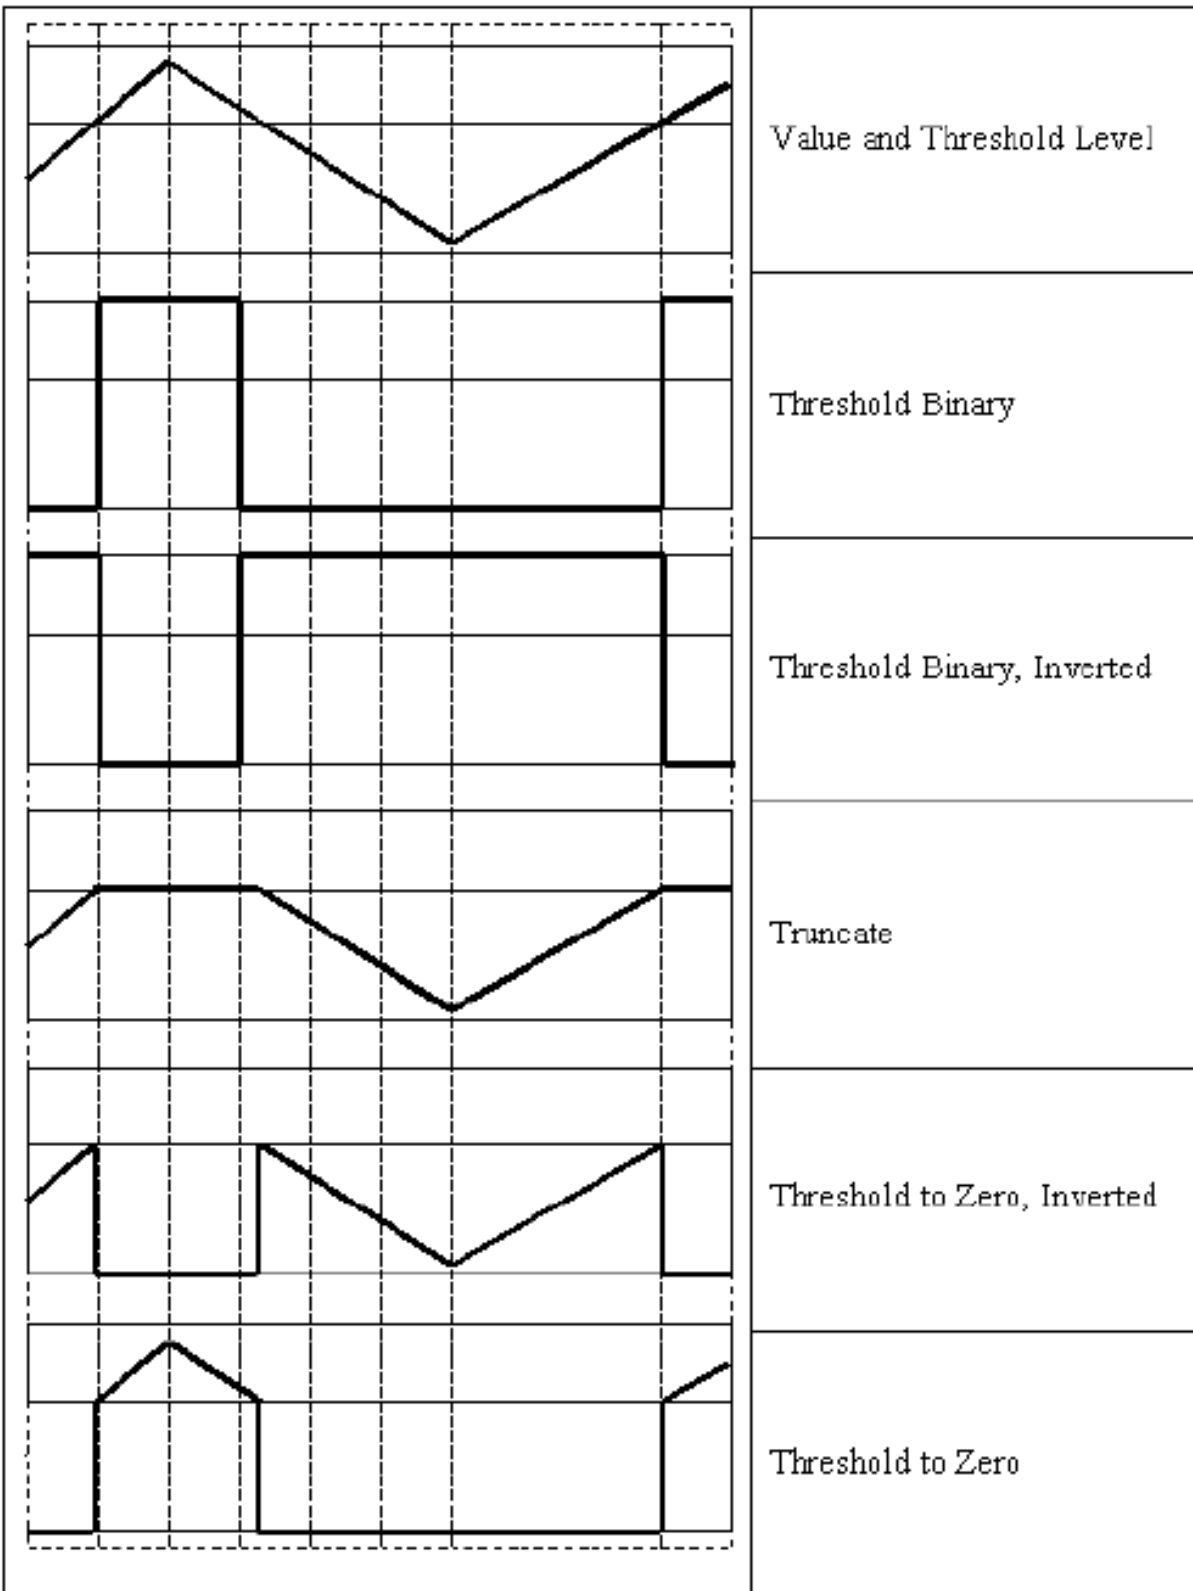 Value and Threshold Level
Threshold Binary
Threshold Binary, Inverted
Truncate
Threshold to Zero, Inverted
Threshold to Zero